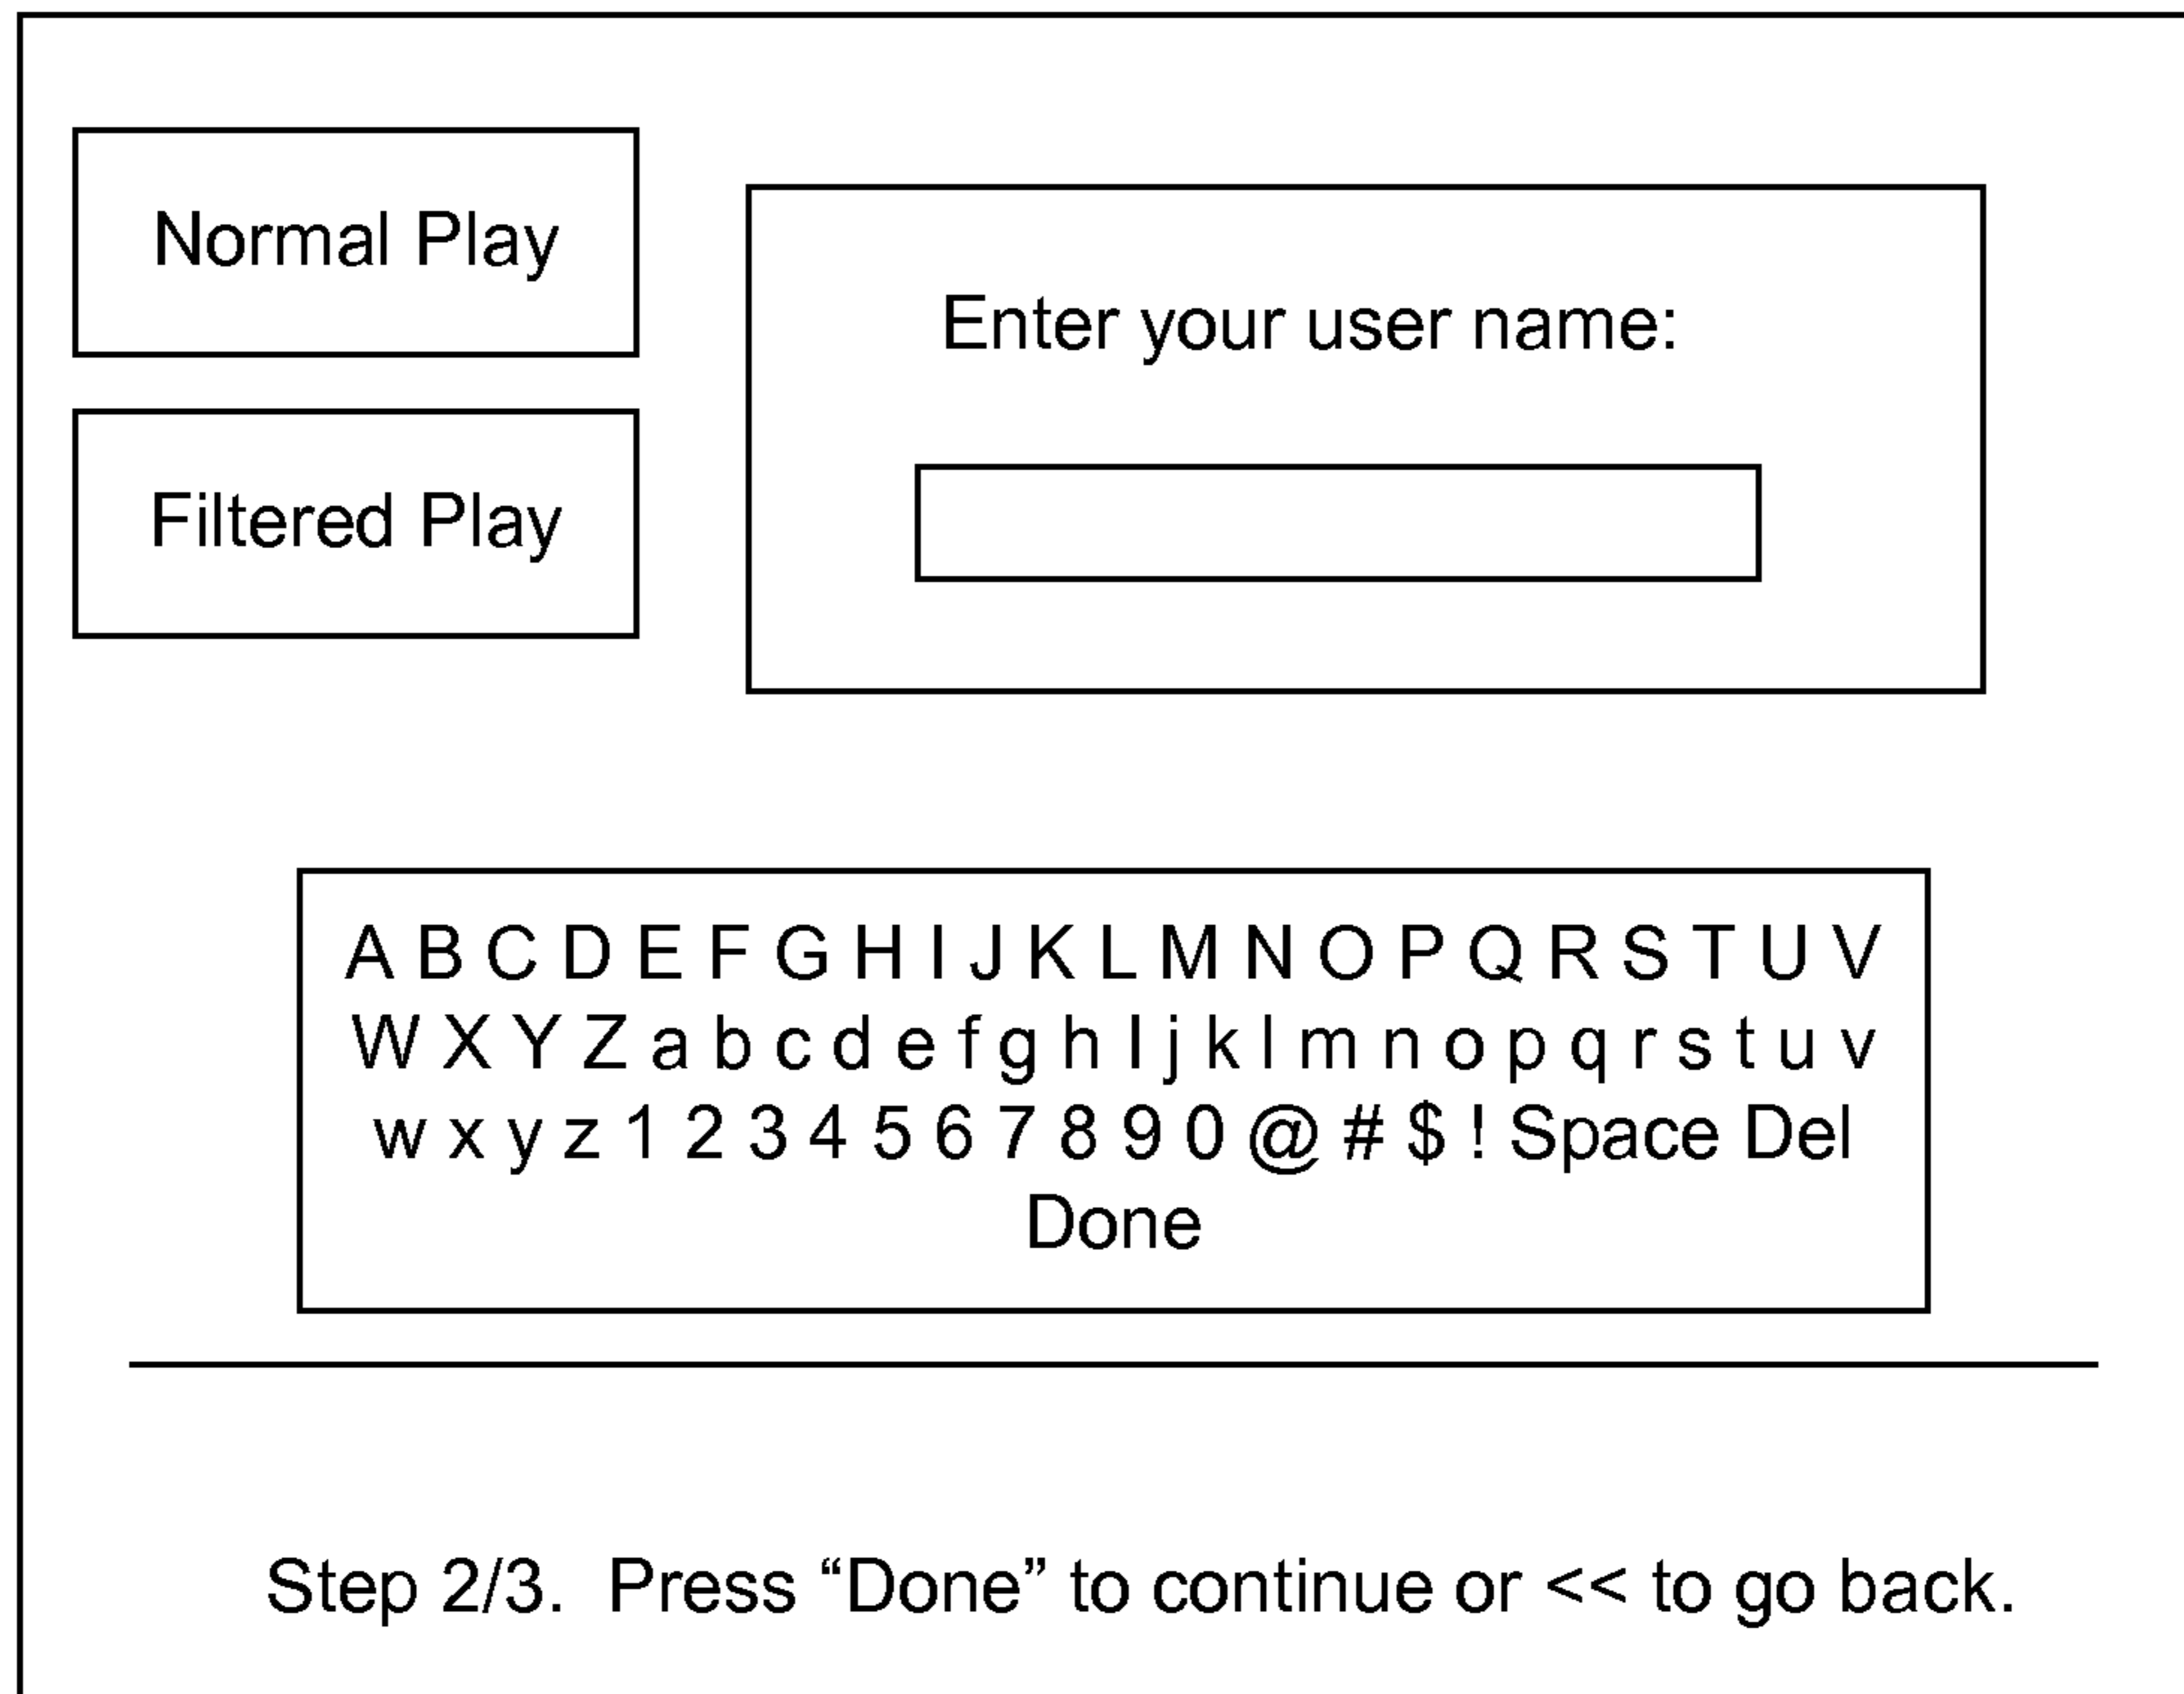 Normal Play
Filtered Play
Enter your user name:
A B C D E F G H I J K L M N O P Q R S T U V
W X Y Z a b c d e f g h I j k l m n o p q r s t u v
w x y z 1 2 3 4 5 6 7 8 9 0 @ # $ ! Space Del
Done
Step 2/3. Press “Done” to continue or << to go back.